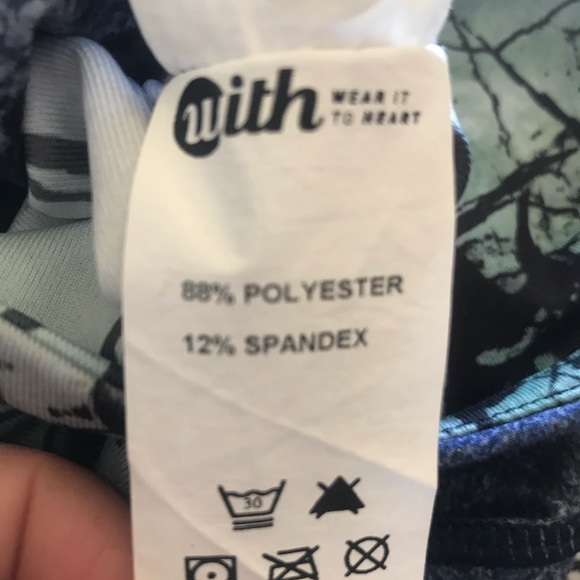 with WEAR IT
TO HEART
88% POLYESTER
12% SPANDEX
30